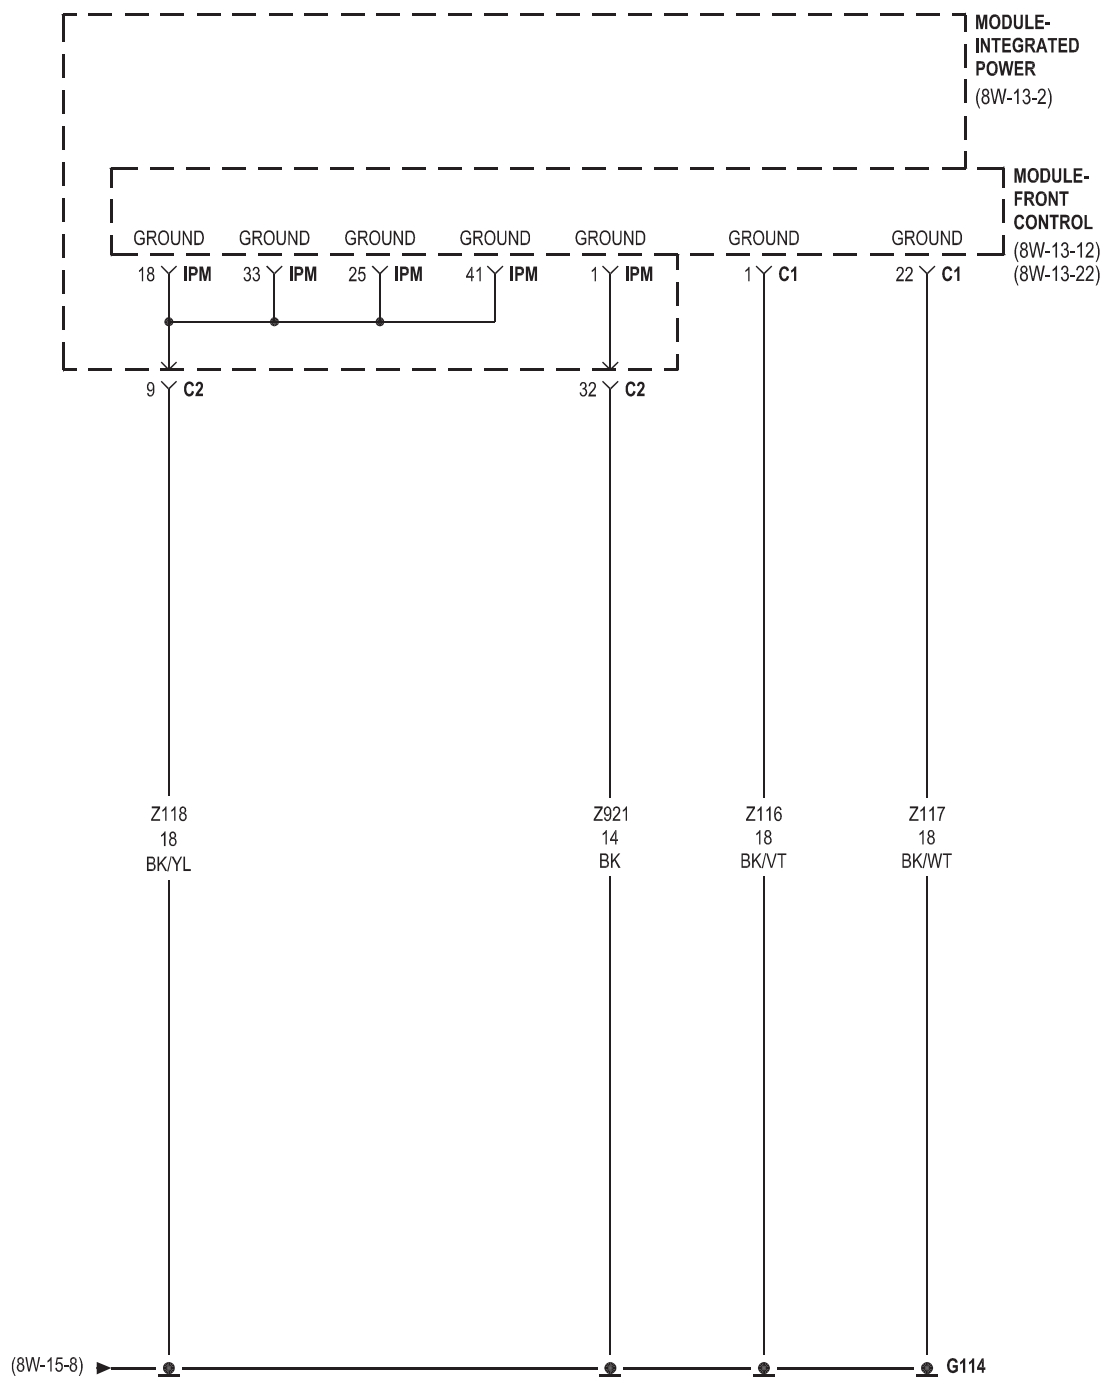 MODULE-
INTEGRATED
POWER
(8W-13-2)
MODULE-
FRONT
CONTROL
(8W-13-12)
(8W-13-22)
GROUND GROUND GROUND GROUND GROUND GROUND GROUND
18 IPM 33 IPM 25 IPM 41 IPM 1 IPM 1 C1 22 C1
9 C2 32 C2
Z118 Z921 Z116 Z117
18 14 18 18
BK/YL BK BK/VT BK/WT
(8W-15-8) G114